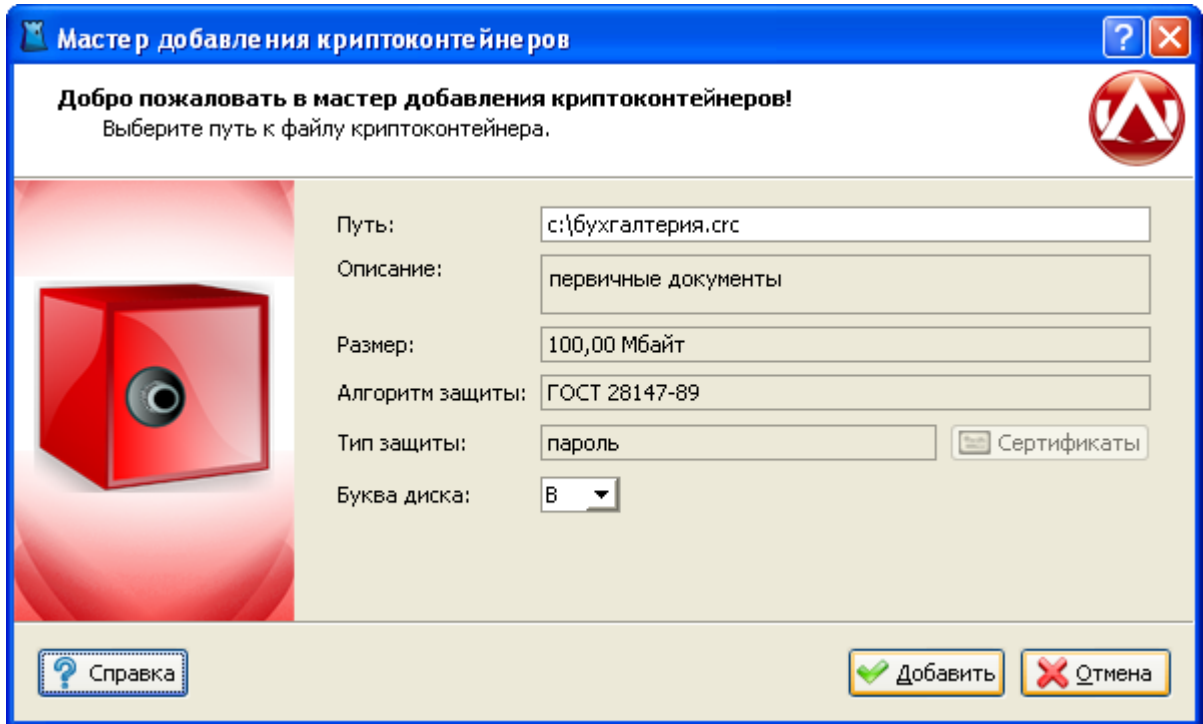 Мастер добавления криптоконтейнеров
Добро пожаловать в мастер добавления криптоконтейнеров!
Выберите путь к файлу криптоконтейнера.
Путь: c:\бухгалтерия.crc
Описание: первичные документы
Размер: 100,00 Мбайт
Алгоритм защиты: ГОСТ 28147-89
Тип защиты: пароль Сертификаты
Буква диска: B
Справка Добавить Отмена